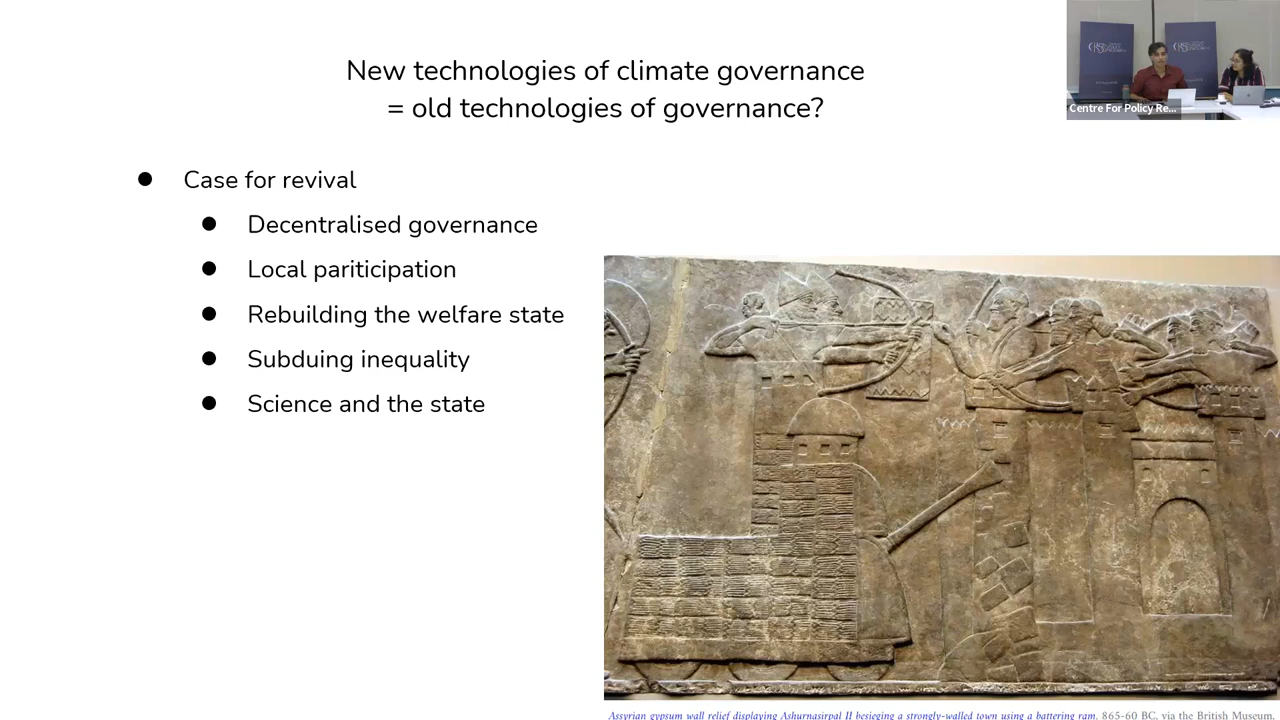 New technologies of climate governance
= old technologies of governance?
Case for revival
Decentralised governance
Local pariticipation
Rebuilding the welfare state
Subduing inequality
Science and the state
Centre For Policy Re...
Assyrian gypsum wall relief displaying Ashurnasirpal II besieging a strongly-walled town using a battering ram. 865-60 BC, via the British Museum,